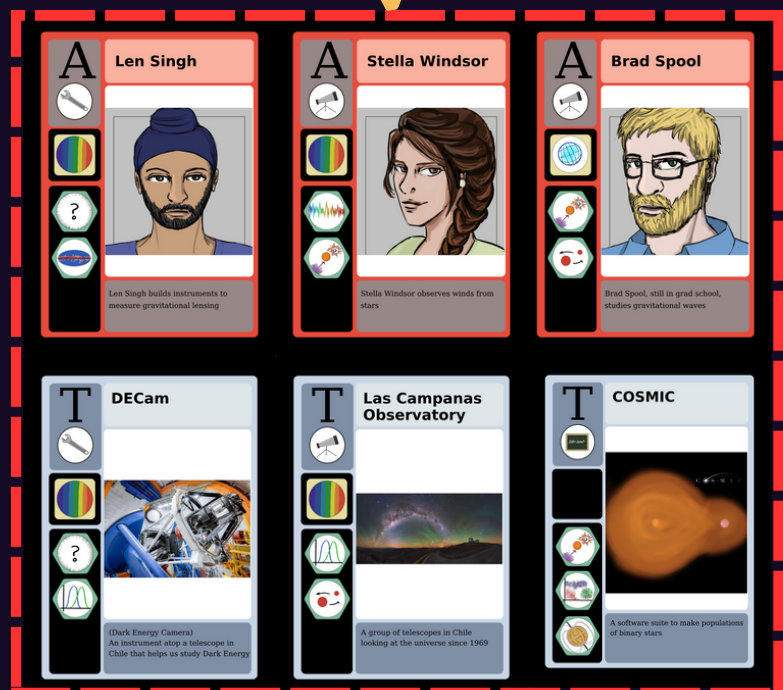 A
Len Singh
?
Len Singh builds instruments to
measure gravitational lensing
A
Stella Windsor
Stella Windsor observes winds from
stars
A
Brad Spool
Brad Spool, still in grad school,
studies gravitational waves
T
DECam
?
(Dark Energy Camera)
An instrument atop a telescope in
Chile that helps us study Dark Energy
T
Las Campanas
Observatory
A group of telescopes in Chile
looking at the universe since 1969
T
COSMIC
A software suite to make populations
of binary stars